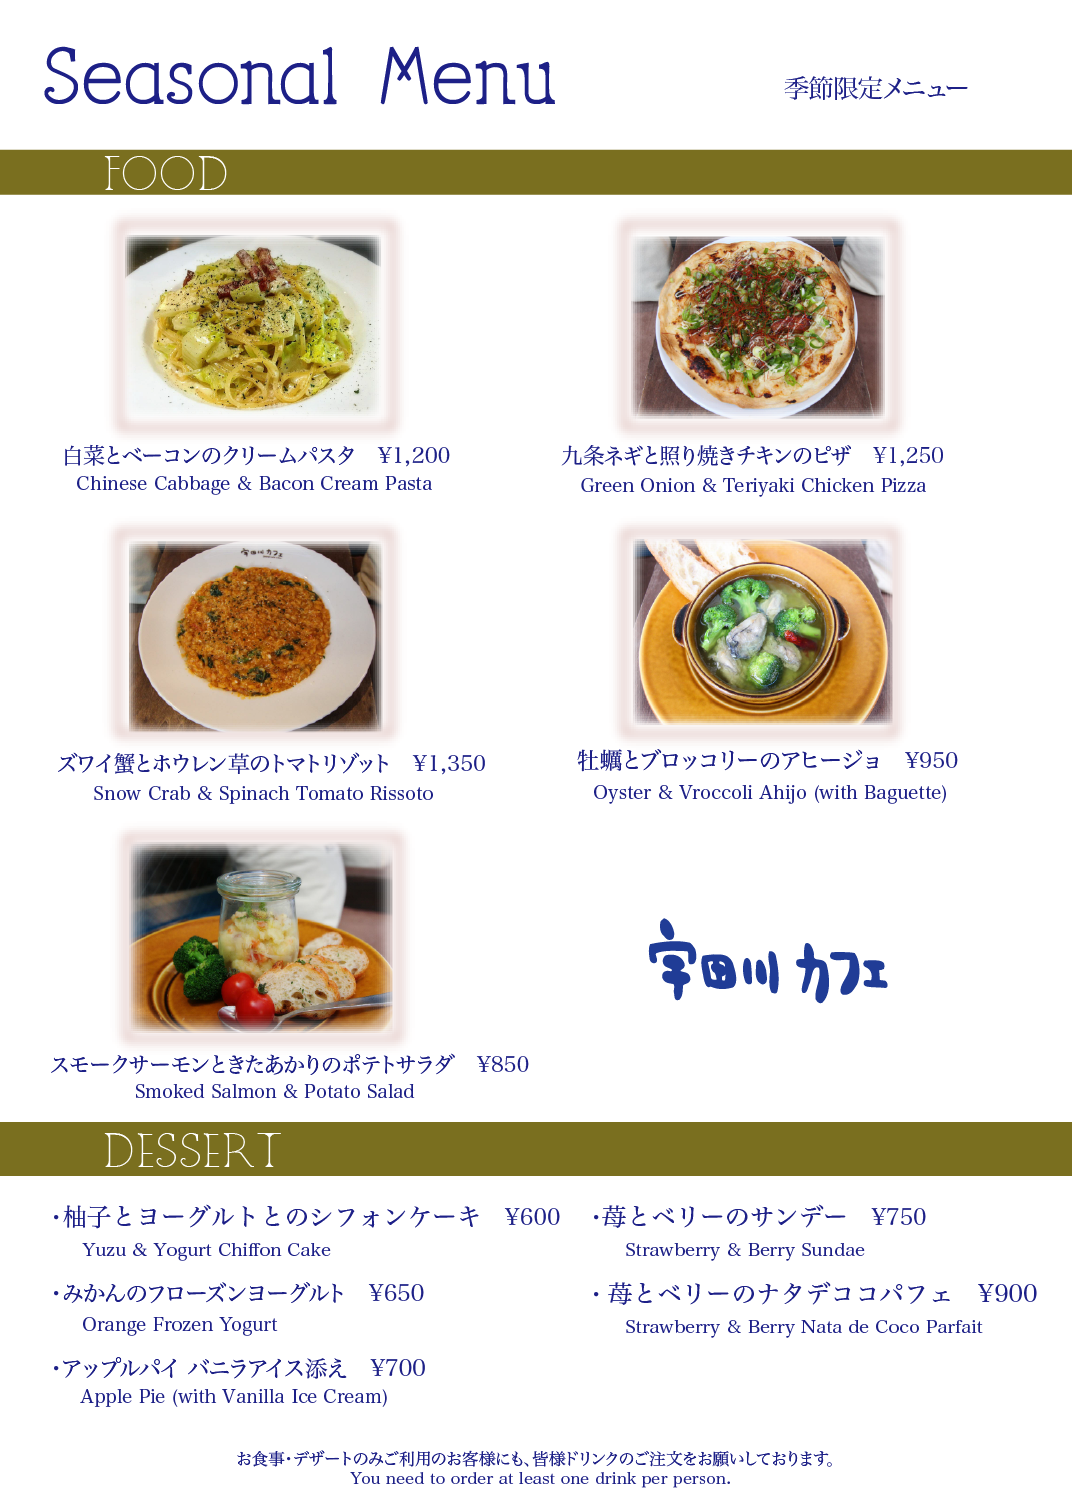 Seasonal Menu
季節限定メニュー
FOOD
白菜とベーコンのクリームパスタ ¥1,200
Chinese Cabbage & Bacon Cream Pasta
九条ネギと照り焼きチキンのピザ ¥1,250
Green Onion & Teriyaki Chicken Pizza
宇田川カフェ
ズワイ蟹とホウレン草のトマトリゾット ¥1,350
Snow Crab & Spinach Tomato Rissoto
牡蠣とブロッコリーのアヒージョ ¥950
Oyster & Vroccoli Ahijo (with Baguette)
宇田川カフェ
スモークサーモンときたあかりのポテトサラダ ¥850
Smoked Salmon & Potato Salad
DESSERT
・柚子とヨーグルトとのシフォンケーキ ¥600
Yuzu & Yogurt Chiffon Cake
・苺とベリーのサンデー ¥750
Strawberry & Berry Sundae
・みかんのフローズンヨーグルト ¥650
Orange Frozen Yogurt
・苺とベリーのナタデココパフェ ¥900
Strawberry & Berry Nata de Coco Parfait
・アップルパイ バニラアイス添え ¥700
Apple Pie (with Vanilla Ice Cream)
お食事・デザートのみご利用のお客様にも、皆様ドリンクのご注文をお願いしております。
You need to order at least one drink per person.